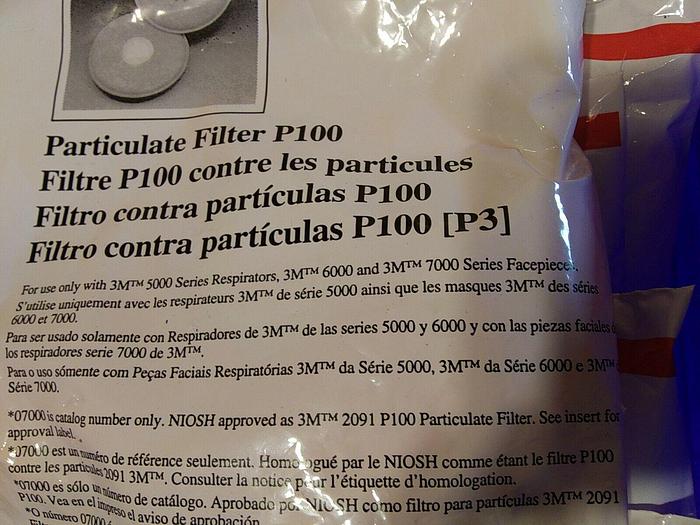 Particulate Filter P100
Filtre P100 contre les particules
Filtro contra partículas P100
Filtro contra partículas P100 [P3]
For use only with 3M™ 5000 Series Respirators, 3M™ 6000 and 3M™ 7000 Series Facepieces.
S'utilise uniquement avec les respirateurs 3M™ de série 5000 ainsi que les masques 3M™ des séries
6000 et 7000.
Para ser usado solamente con Respiradores de 3M™ de las series 5000 y 6000 y con las piezas faciales
los respiradores serie 7000 de 3M™.
Para o uso sómente com Peças Faciais Respiratórias 3M™ da Série 5000, 3M™ da Série 6000 e 3M™
Série 7000.
*07000 is catalog number only. NIOSH approved as 3M™ 2091 P100 Particulate Filter. See insert for
approval label.
*07000 est un numéro de référence seulement. Homologué par le NIOSH comme étant le filtre P100
contre les particules 2091 3M™. Consulter la notice pour l'étiquette d'homologation.
*07000 es sólo un número de catálogo. Aprobado por NIOSH como filtro para partículas 3M™ 2091
P100. Vea en el impreso el aviso de aprobación.
*O número 07000